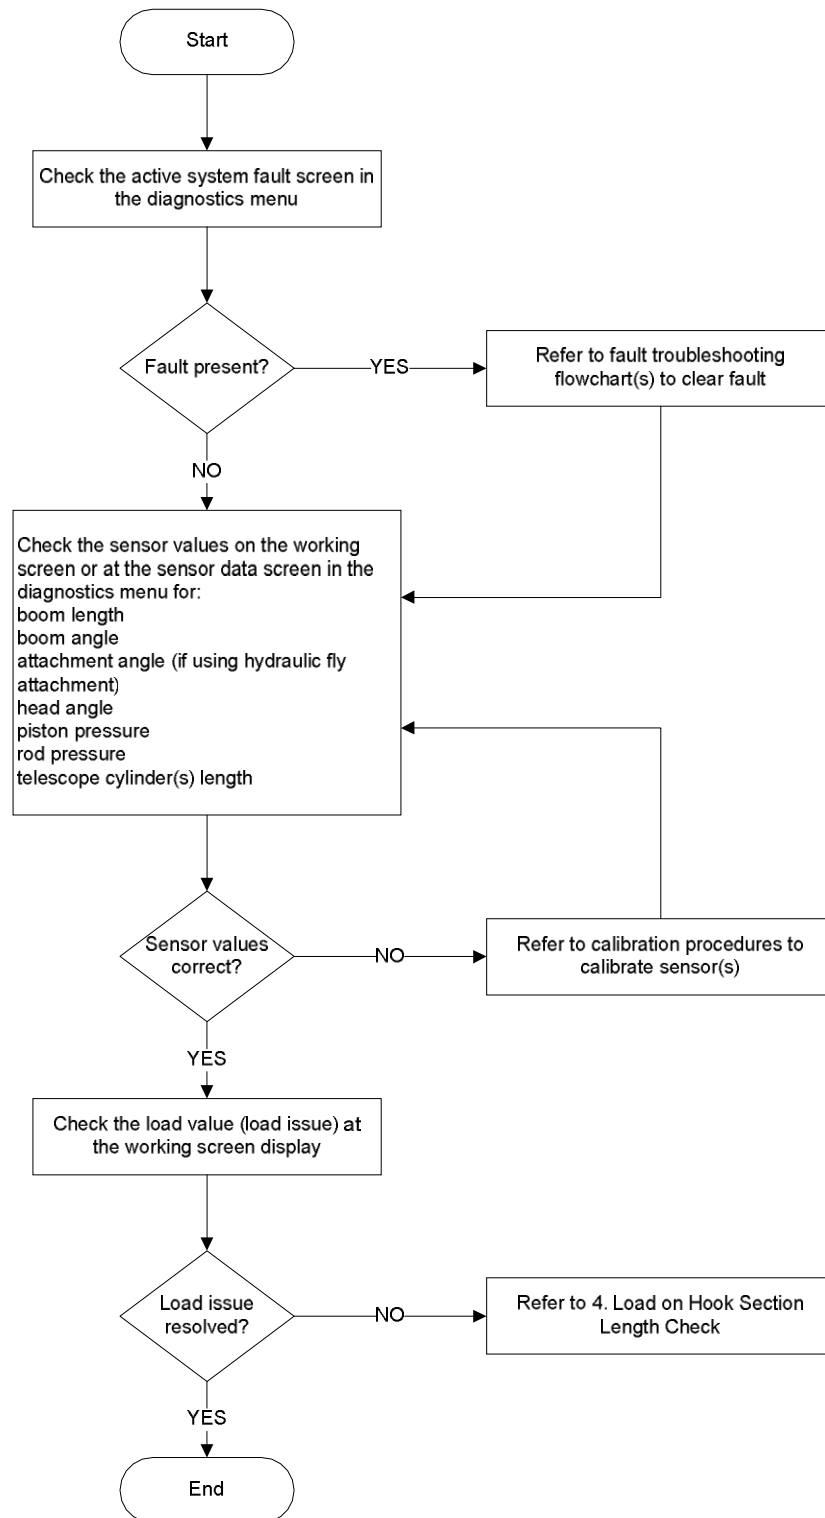 Start
Check the active system fault screen in
the diagnostics menu
Fault present?
YES
Refer to fault troubleshooting
flowchart(s) to clear fault
NO
Check the sensor values on the working
screen or at the sensor data screen in the
diagnostics menu for:
boom length
boom angle
attachment angle (if using hydraulic fly
attachment)
head angle
piston pressure
rod pressure
telescope cylinder(s) length
Sensor values
correct?
NO
Refer to calibration procedures to
calibrate sensor(s)
YES
Check the load value (load issue) at
the working screen display
Load issue
resolved?
NO
Refer to 4. Load on Hook Section
Length Check
YES
End